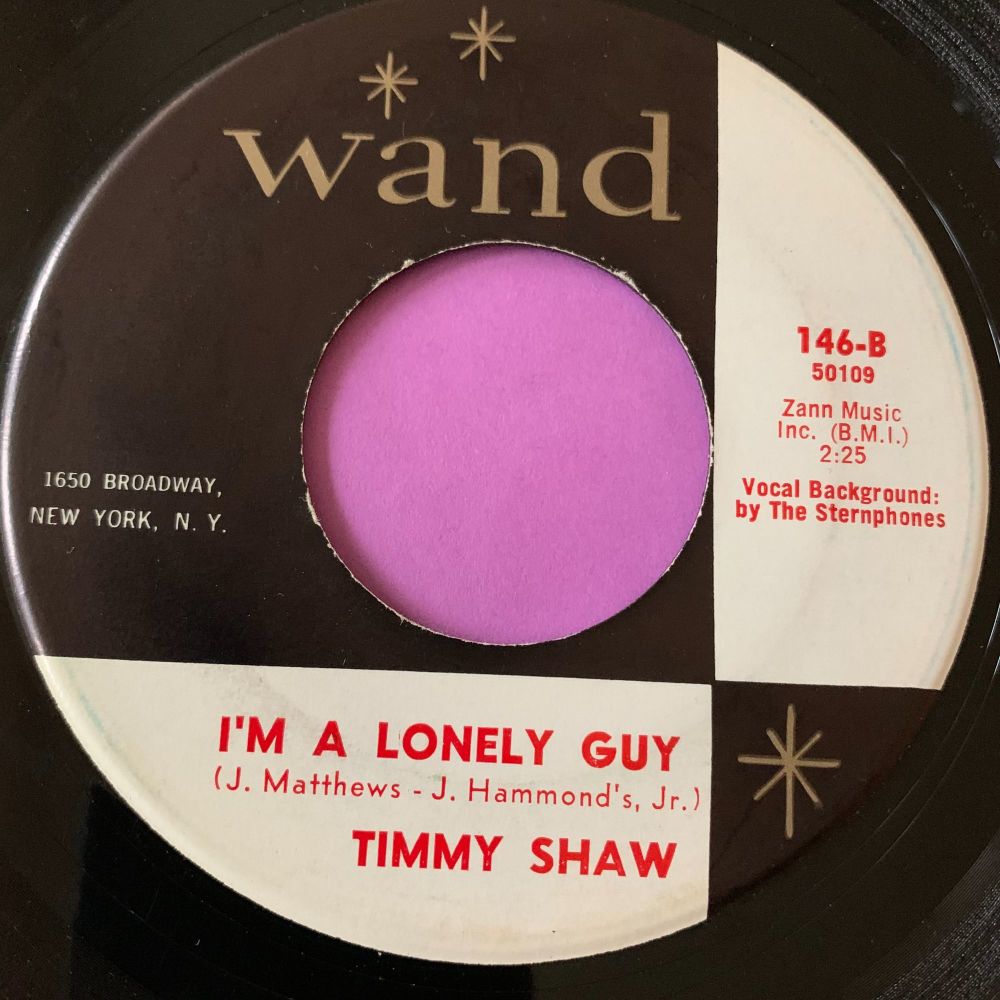 wand
146-B
50109
Zann Music
Inc. (B.M.I.)
2:25
Vocal Background:
by The Sternphones
1650 BROADWAY,
NEW YORK, N. Y.
I'M A LONELY GUY
(J. Matthews - J. Hammond's, Jr.)
TIMMY SHAW